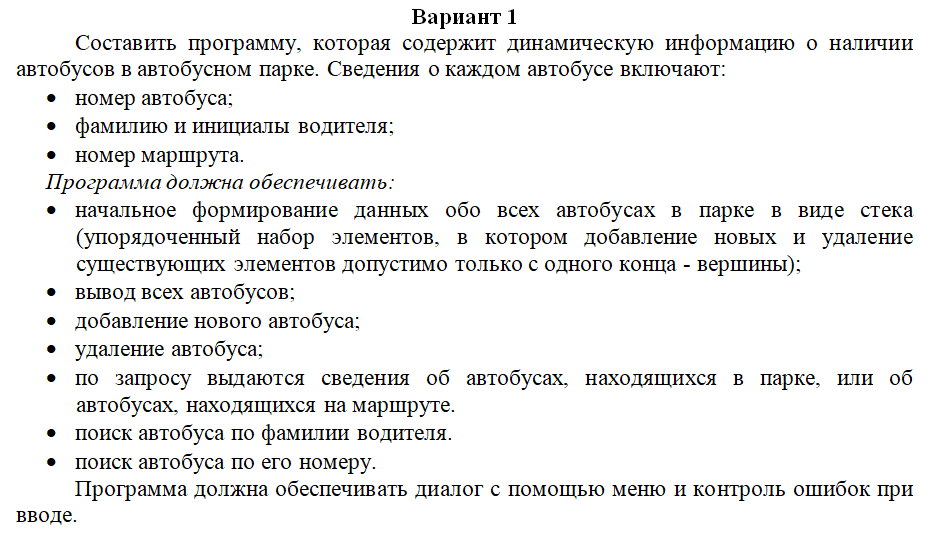 Вариант 1
Составить программу, которая содержит динамическую информацию о наличии
автобусов в автобусном парке. Сведения о каждом автобусе включают:
• номер автобуса;
• фамилию и инициалы водителя;
• номер маршрута.
Программа должна обеспечивать:
• начальное формирование данных обо всех автобусах в парке в виде стека
(упорядоченный набор элементов, в котором добавление новых и удаление
существующих элементов допустимо только с одного конца - вершины);
• вывод всех автобусов;
• добавление нового автобуса;
• удаление автобуса;
• по запросу выдаются сведения об автобусах, находящихся в парке, или об
автобусах, находящихся на маршруте.
• поиск автобуса по фамилии водителя.
• поиск автобуса по его номеру.
Программа должна обеспечивать диалог с помощью меню и контроль ошибок при
вводе.